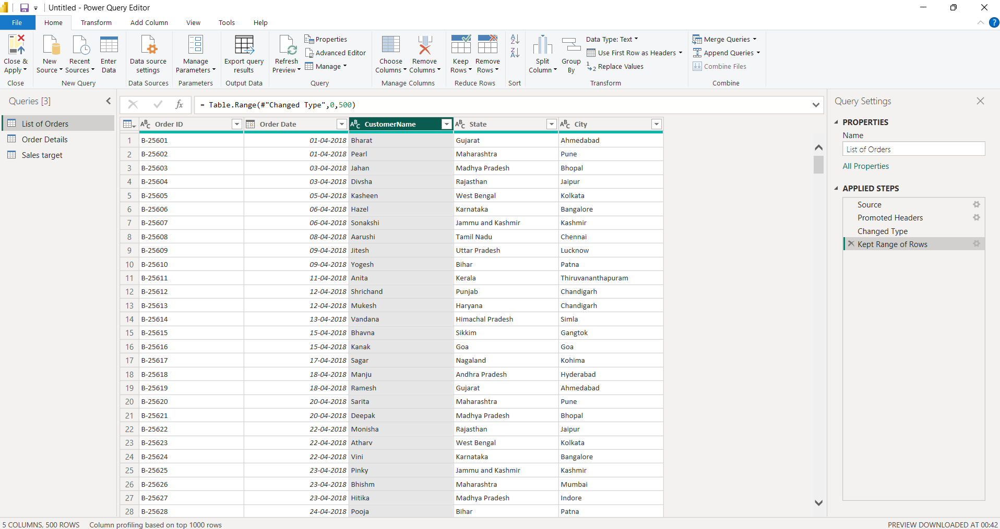 Untitled - Power Query Editor
File Home Transform Add Column View Tools Help
Close & Apply
Close
New Source
Recent Sources
Enter Data
New Query
Data source settings
Data Sources
Manage Parameters
Parameters
Export query results
Output Data
Refresh Preview
Properties
Advanced Editor
Manage
Query
Choose Columns
Remove Columns
Manage Columns
Keep Rows
Remove Rows
Reduce Rows
Sort
Split Column
Group By
Data Type: Text
Use First Row as Headers
Replace Values
Transform
Merge Queries
Append Queries
Combine Files
Combine
Queries [3]
List of Orders
Order Details
Sales target
fx = Table.Range(#"Changed Type",0,500)
Order ID Order Date CustomerName State City
1 B-25601 01-04-2018 Bharat Gujarat Ahmedabad
2 B-25602 01-04-2018 Pearl Maharashtra Pune
3 B-25603 03-04-2018 Jahan Madhya Pradesh Bhopal
4 B-25604 03-04-2018 Divsha Rajasthan Jaipur
5 B-25605 05-04-2018 Kasheen West Bengal Kolkata
6 B-25606 06-04-2018 Hazel Karnataka Bangalore
7 B-25607 06-04-2018 Sonakshi Jammu and Kashmir Kashmir
8 B-25608 08-04-2018 Aarushi Tamil Nadu Chennai
9 B-25609 09-04-2018 Jitesh Uttar Pradesh Lucknow
10 B-25610 09-04-2018 Yogesh Bihar Patna
11 B-25611 11-04-2018 Anita Kerala Thiruvananthapuram
12 B-25612 12-04-2018 Shrichand Punjab Chandigarh
13 B-25613 12-04-2018 Mukesh Haryana Chandigarh
14 B-25614 13-04-2018 Vandana Himachal Pradesh Simla
15 B-25615 15-04-2018 Bhavna Sikkim Gangtok
16 B-25616 15-04-2018 Kanak Goa Goa
17 B-25617 17-04-2018 Sagar Nagaland Kohima
18 B-25618 18-04-2018 Manju Andhra Pradesh Hyderabad
19 B-25619 18-04-2018 Ramesh Gujarat Ahmedabad
20 B-25620 20-04-2018 Sarita Maharashtra Pune
21 B-25621 20-04-2018 Deepak Madhya Pradesh Bhopal
22 B-25622 22-04-2018 Monisha Rajasthan Jaipur
23 B-25623 22-04-2018 Atharv West Bengal Kolkata
24 B-25624 22-04-2018 Vini Karnataka Bangalore
25 B-25625 23-04-2018 Pinky Jammu and Kashmir Kashmir
26 B-25626 23-04-2018 Bhishm Maharashtra Mumbai
27 B-25627 23-04-2018 Hitika Madhya Pradesh Indore
28 B-25628 24-04-2018 Pooja Bihar Patna
Query Settings
PROPERTIES
Name
List of Orders
All Properties
APPLIED STEPS
Source
Promoted Headers
Changed Type
Kept Range of Rows
5 COLUMNS, 500 ROWS Column profiling based on top 1000 rows
PREVIEW DOWNLOADED AT 00:42